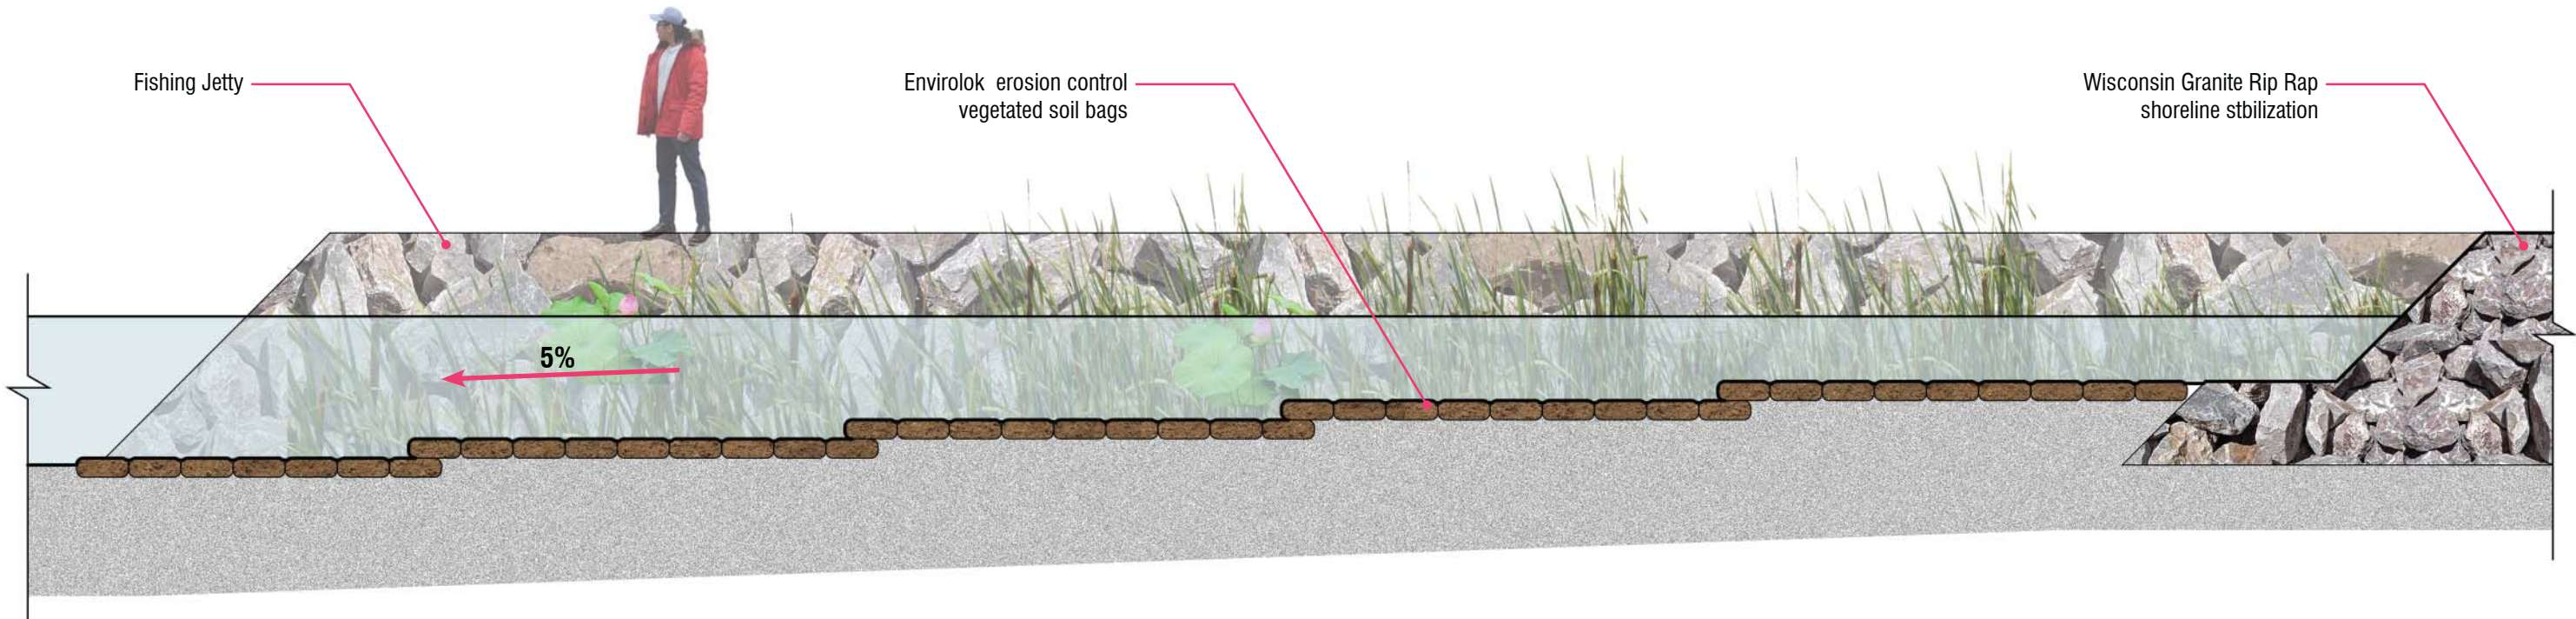 Fishing Jetty
Envirolok erosion control
vegetated soil bags
Wisconsin Granite Rip Rap
shoreline stbilization
5%